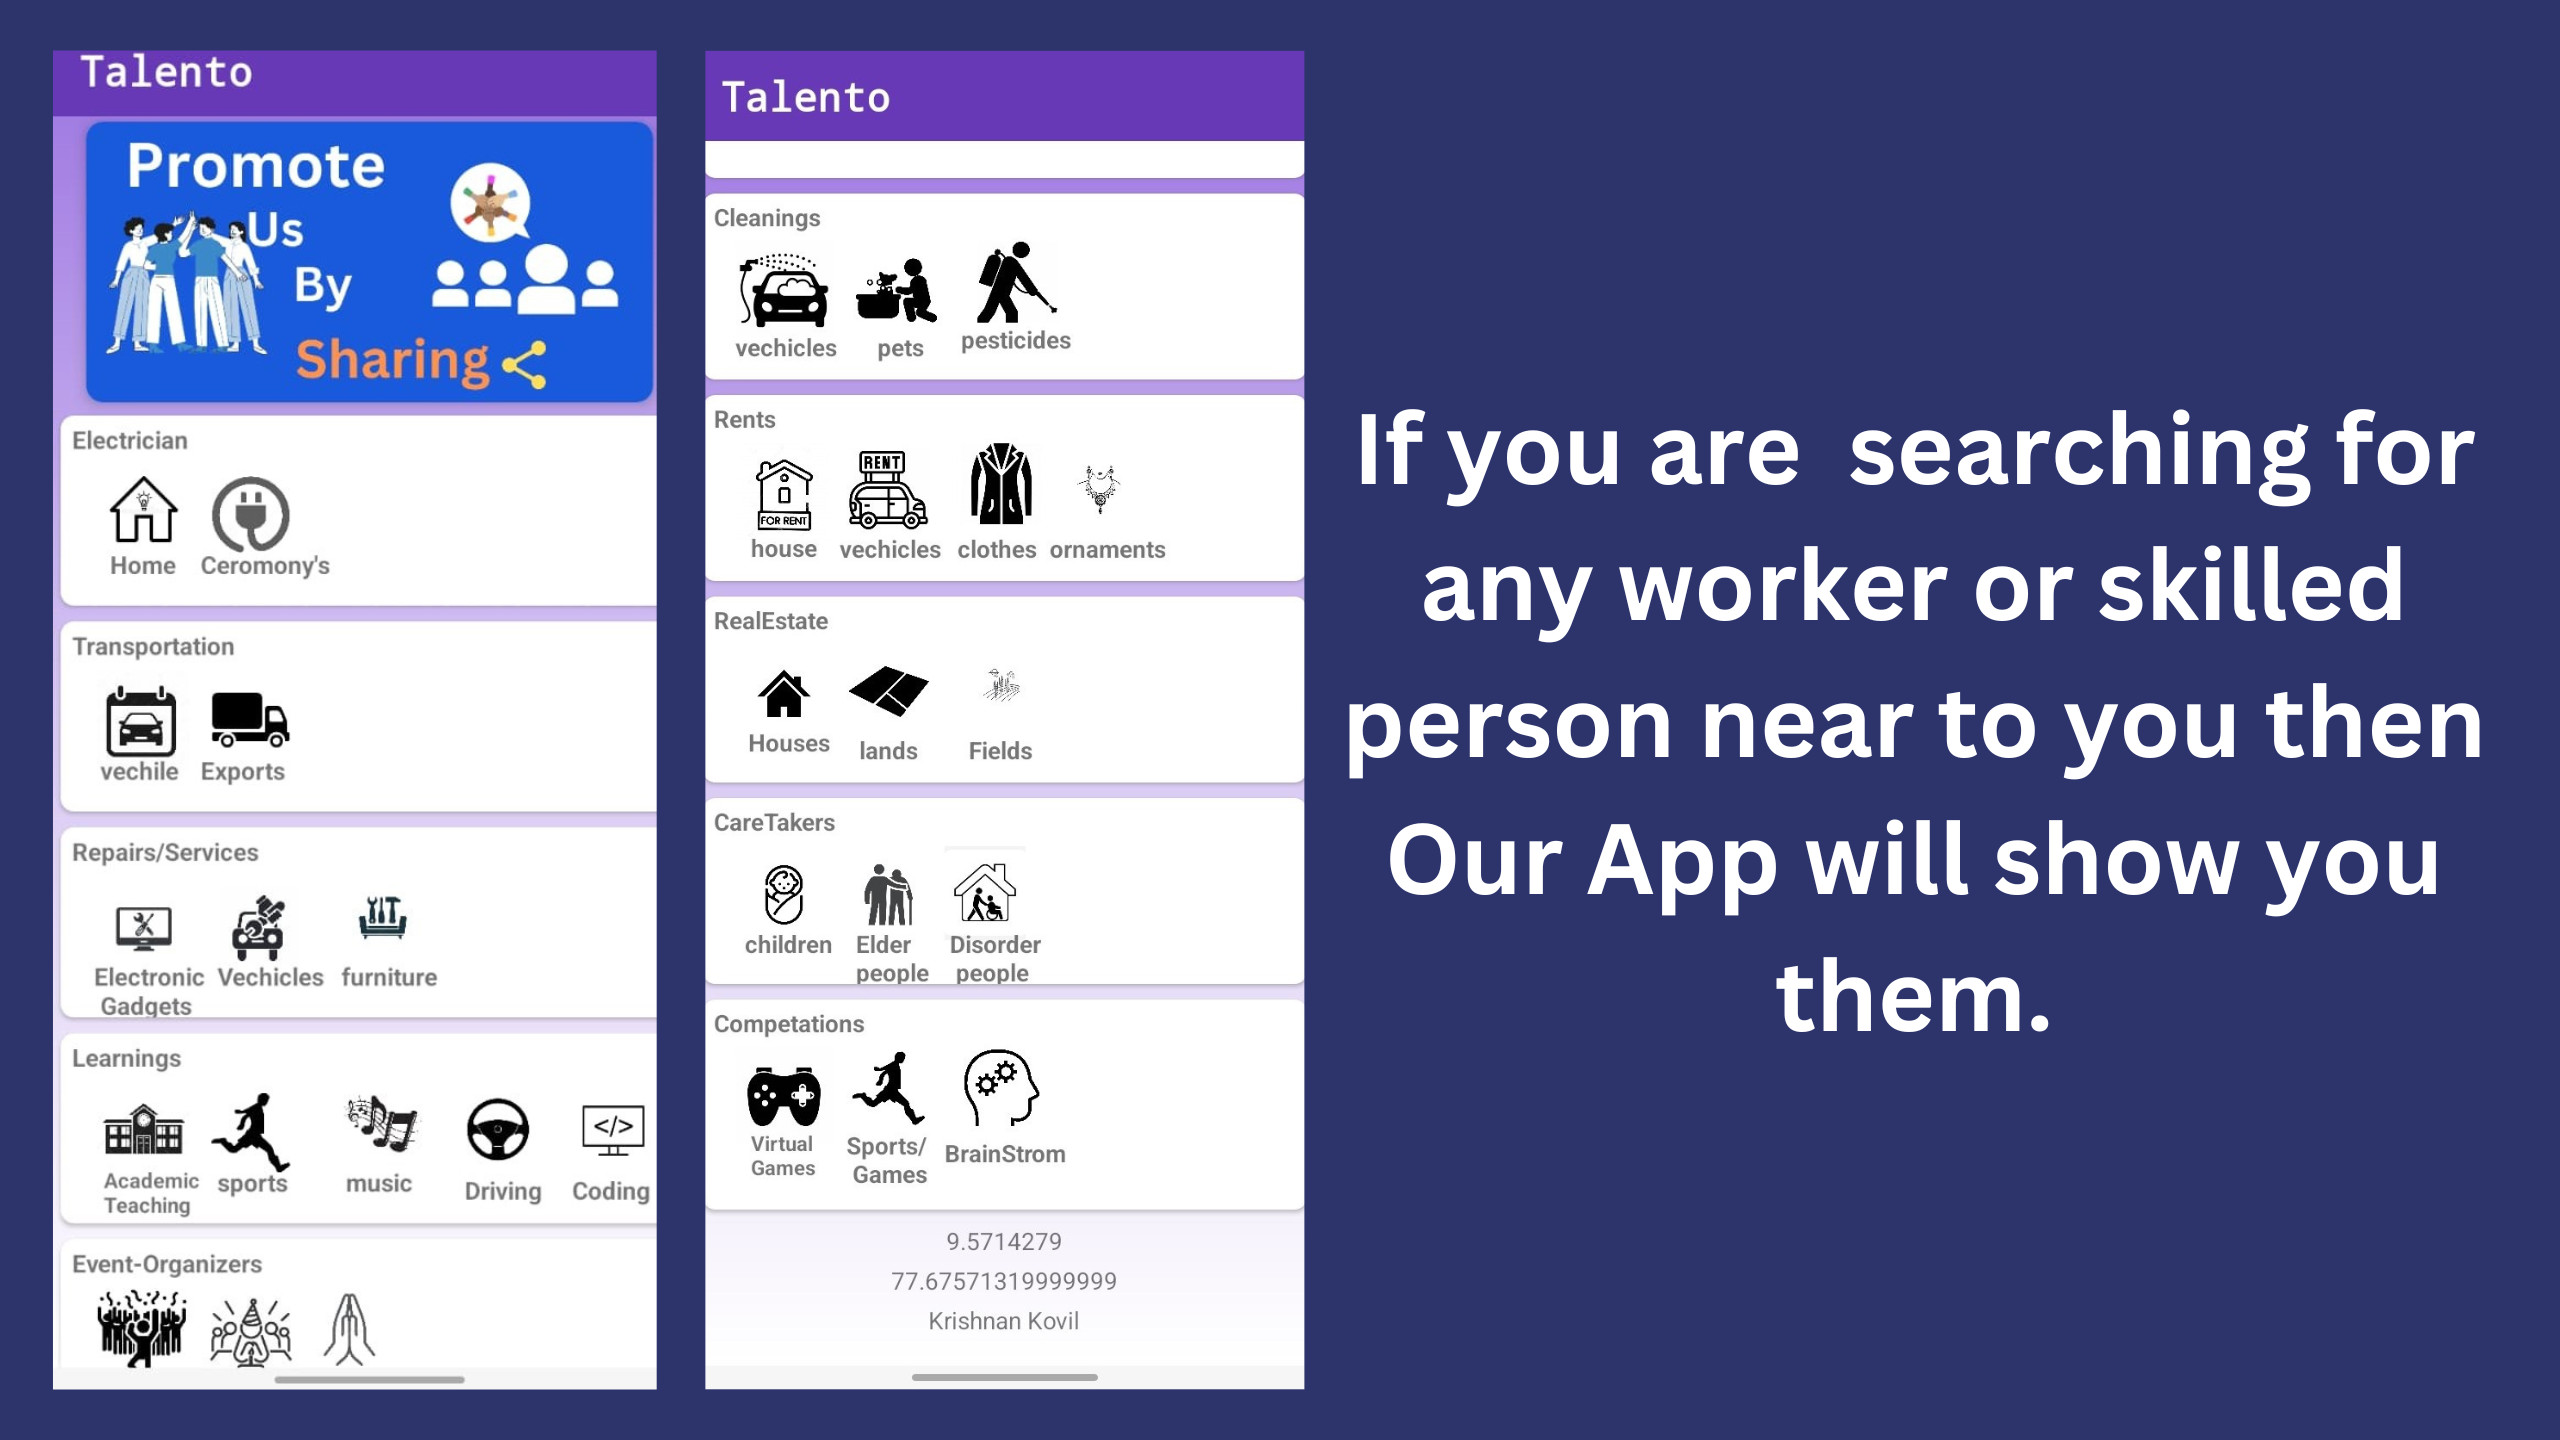 Talento
Promote
Us
By
Sharing
Electrician
Home Ceromony's
Transportation
vechile Exports
Repairs/Services
Electronic Gadgets Vechicles furniture
Learnings
Academic Teaching sports music Driving Coding
</>
Event-Organizers
Talento
Cleanings
vechicles pets pesticides
Rents
RENT
FOR RENT
house vechicles clothes ornaments
RealEstate
Houses lands Fields
CareTakers
children Elder people Disorder people
Competations
Virtual Games Sports/ Games BrainStrom
9.5714279
77.67571319999999
Krishnan Kovil
If you are searching for
any worker or skilled
person near to you then
Our App will show you
them.